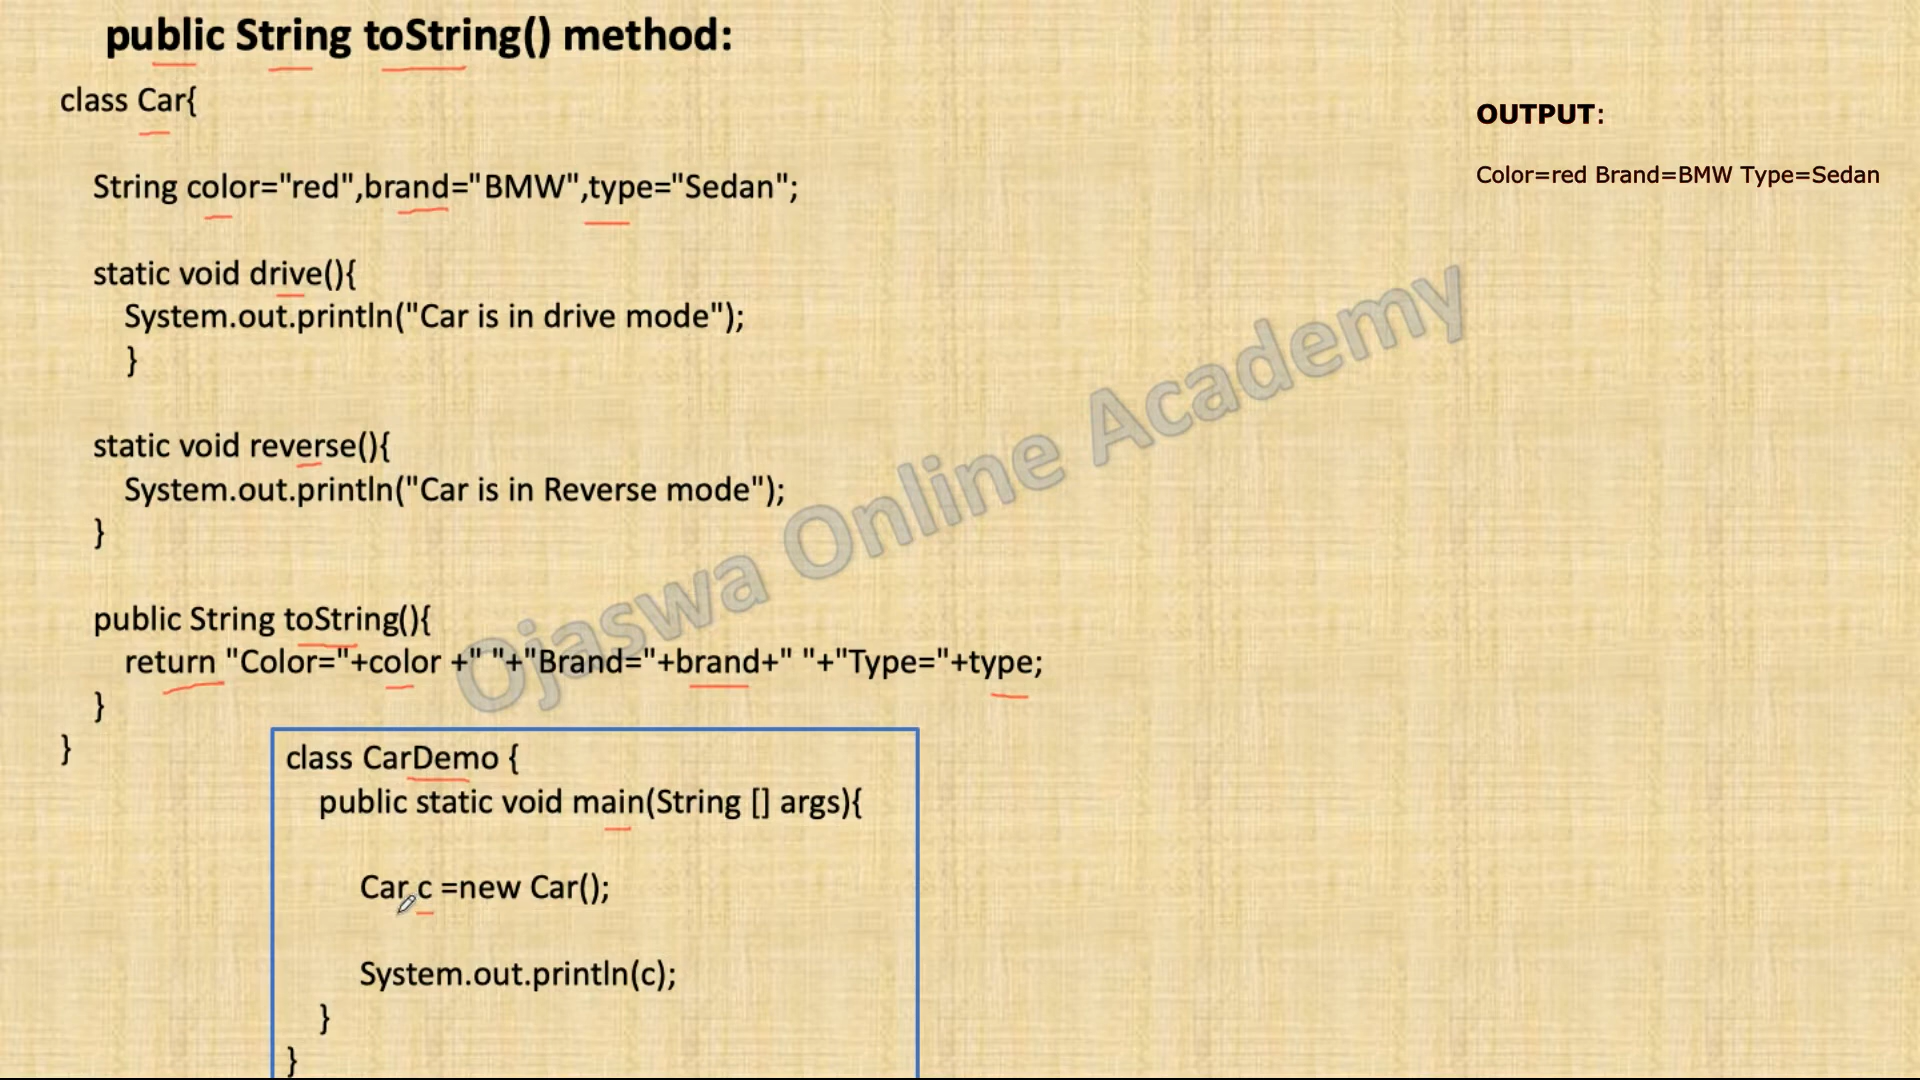 public String toString() method:
class Car{
String color="red",brand="BMW",type="Sedan";
static void drive(){
System.out.println("Car is in drive mode");
}
static void reverse(){
System.out.println("Car is in Reverse mode");
}
public String toString(){
return "Color="+color +" "+"Brand="+brand+" "+"Type="+type;
}
}
class CarDemo {
public static void main(String [] args){
Car c =new Car();
System.out.println(c);
}
}
OUTPUT:
Color=red Brand=BMW Type=Sedan
Ojaswa Online Academy